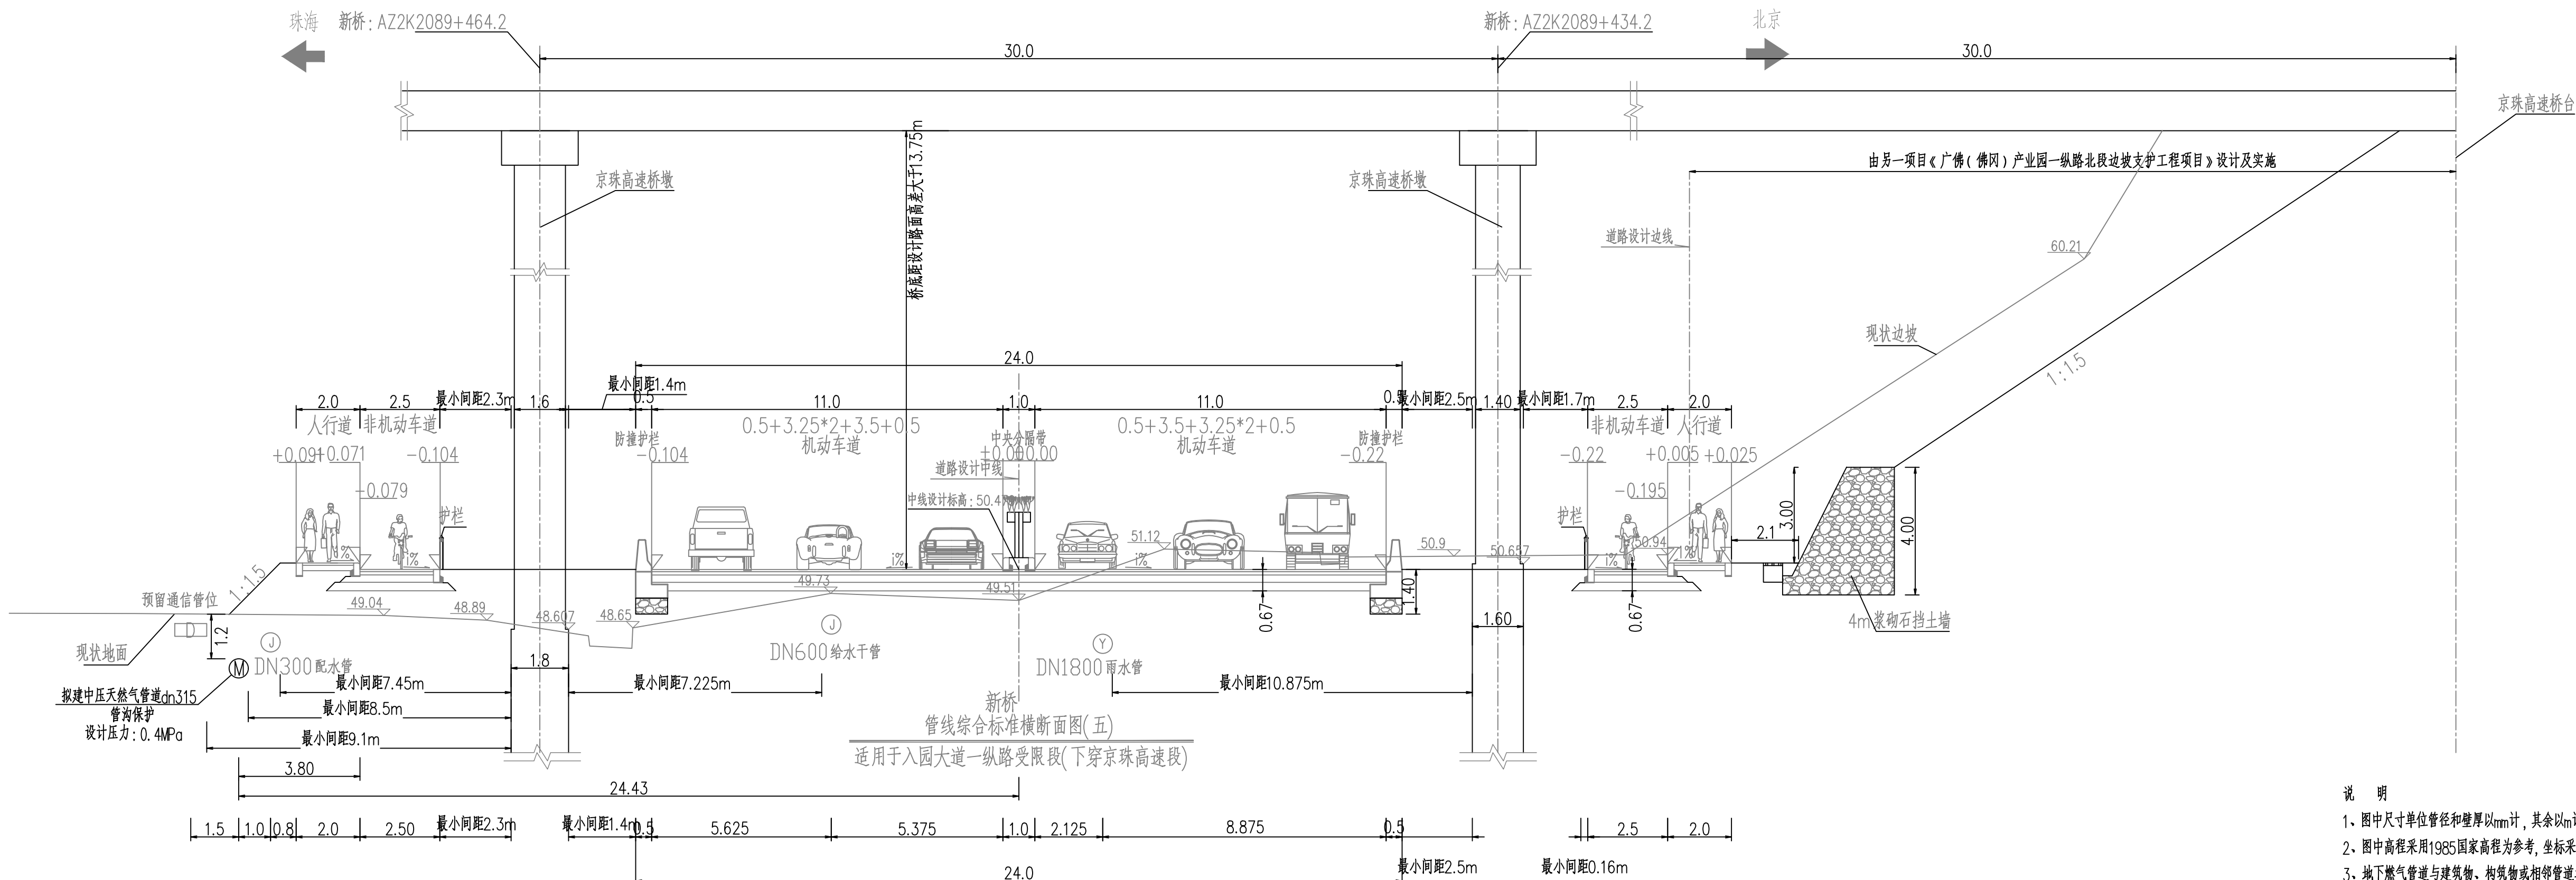 珠海
新桥：AZ2K2089+464.2
新桥：AZ2K2089+434.2
北京
30.0
30.0
京珠高速桥台
桥底距设计路面高差大于13.75m
由另一项目《广佛（佛冈）产业园一纵路北段边坡支护工程项目》设计及实施
京珠高速桥墩
京珠高速桥墩
道路设计边线
60.21
现状边坡
1:1.5
24.0
最小间距1.4m
2.0
2.5
最小间距2.3m
1.6
0.5
11.0
1.0
11.0
0.5
最小间距2.5m
1.40
最小间距1.7m
2.5
2.0
人行道
非机动车道
0.5+3.25*2+3.5+0.5
机动车道
中央分隔带
0.5+3.5+3.25*2+0.5
机动车道
防撞护栏
防撞护栏
非机动车道
人行道
+0.091
+0.071
-0.104
-0.104
±0.00
0.00
-0.22
-0.22
+0.005
+0.025
道路设计中线
-0.079
-0.195
中线设计标高：50.4
护栏
护栏
3.00
4.00
2.1
i%
i%
i%
i%
i%
i%
51.12
50.9
50.657
50.94
1:1.5
预留通信管位
49.04
48.89
48.607
48.65
49.73
49.51
0.67
1.40
0.67
1.2
现状地面
J
DN300配水管
M
J
DN600给水干管
Y
DN1800雨水管
1.60
4m浆砌石挡土墙
1.8
拟建中压天然气管道dn315
管沟保护
设计压力：0.4MPa
最小间距7.45m
最小间距7.225m
最小间距10.875m
最小间距8.5m
最小间距9.1m
新桥
管线综合标准横断面图(五)
适用于入园大道一纵路受限段(下穿京珠高速段)
3.80
24.43
1.5
1.0
0.8
2.0
2.50
最小间距2.3m
最小间距1.4m
0.5
5.625
5.375
1.0
2.125
8.875
0.5
2.5
2.0
最小间距2.5m
最小间距0.16m
24.0
说 明
1、图中尺寸单位管径和壁厚以mm计，其余以m
2、图中高程采用1985国家高程为参考，坐标采
3、地下燃气管道与建筑物、构筑物或相邻管道